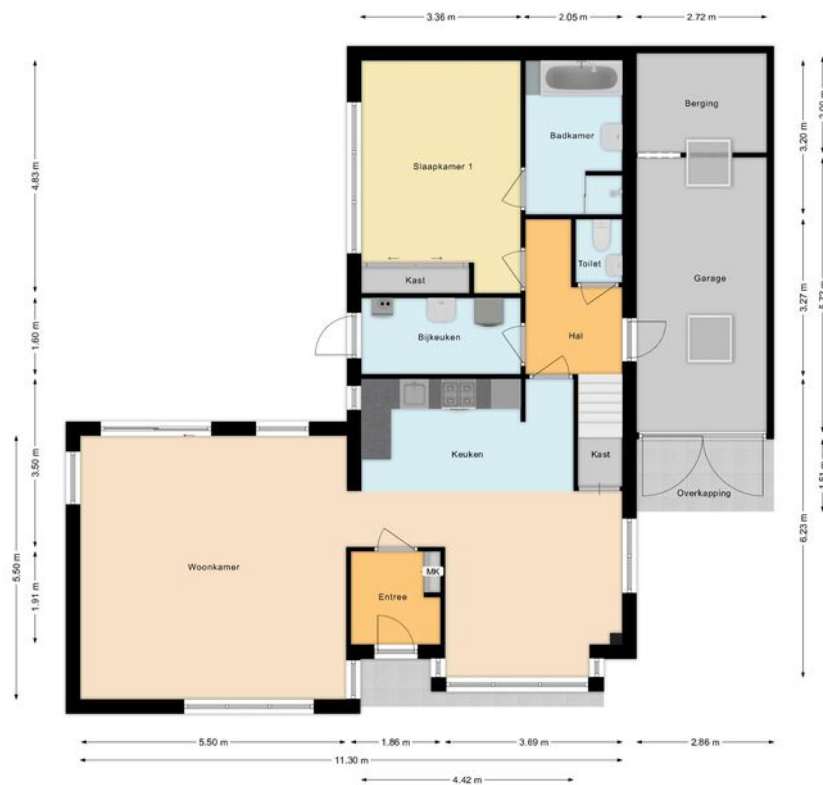 3.36 m
2.05 m
2.72 m
Berging
Badkamer
Slaapkamer 1
4.83 m
3.20 m
Toilet
Garage
Kast
3.27 m
Bijkeuken
Hal
1.60 m
Keuken
Kast
3.50 m
1.51 m
Overkapping
6.23 m
Woonkamer
MK
5.50 m
1.91 m
Entree
5.50 m
1.86 m
3.69 m
2.86 m
11.30 m
4.42 m